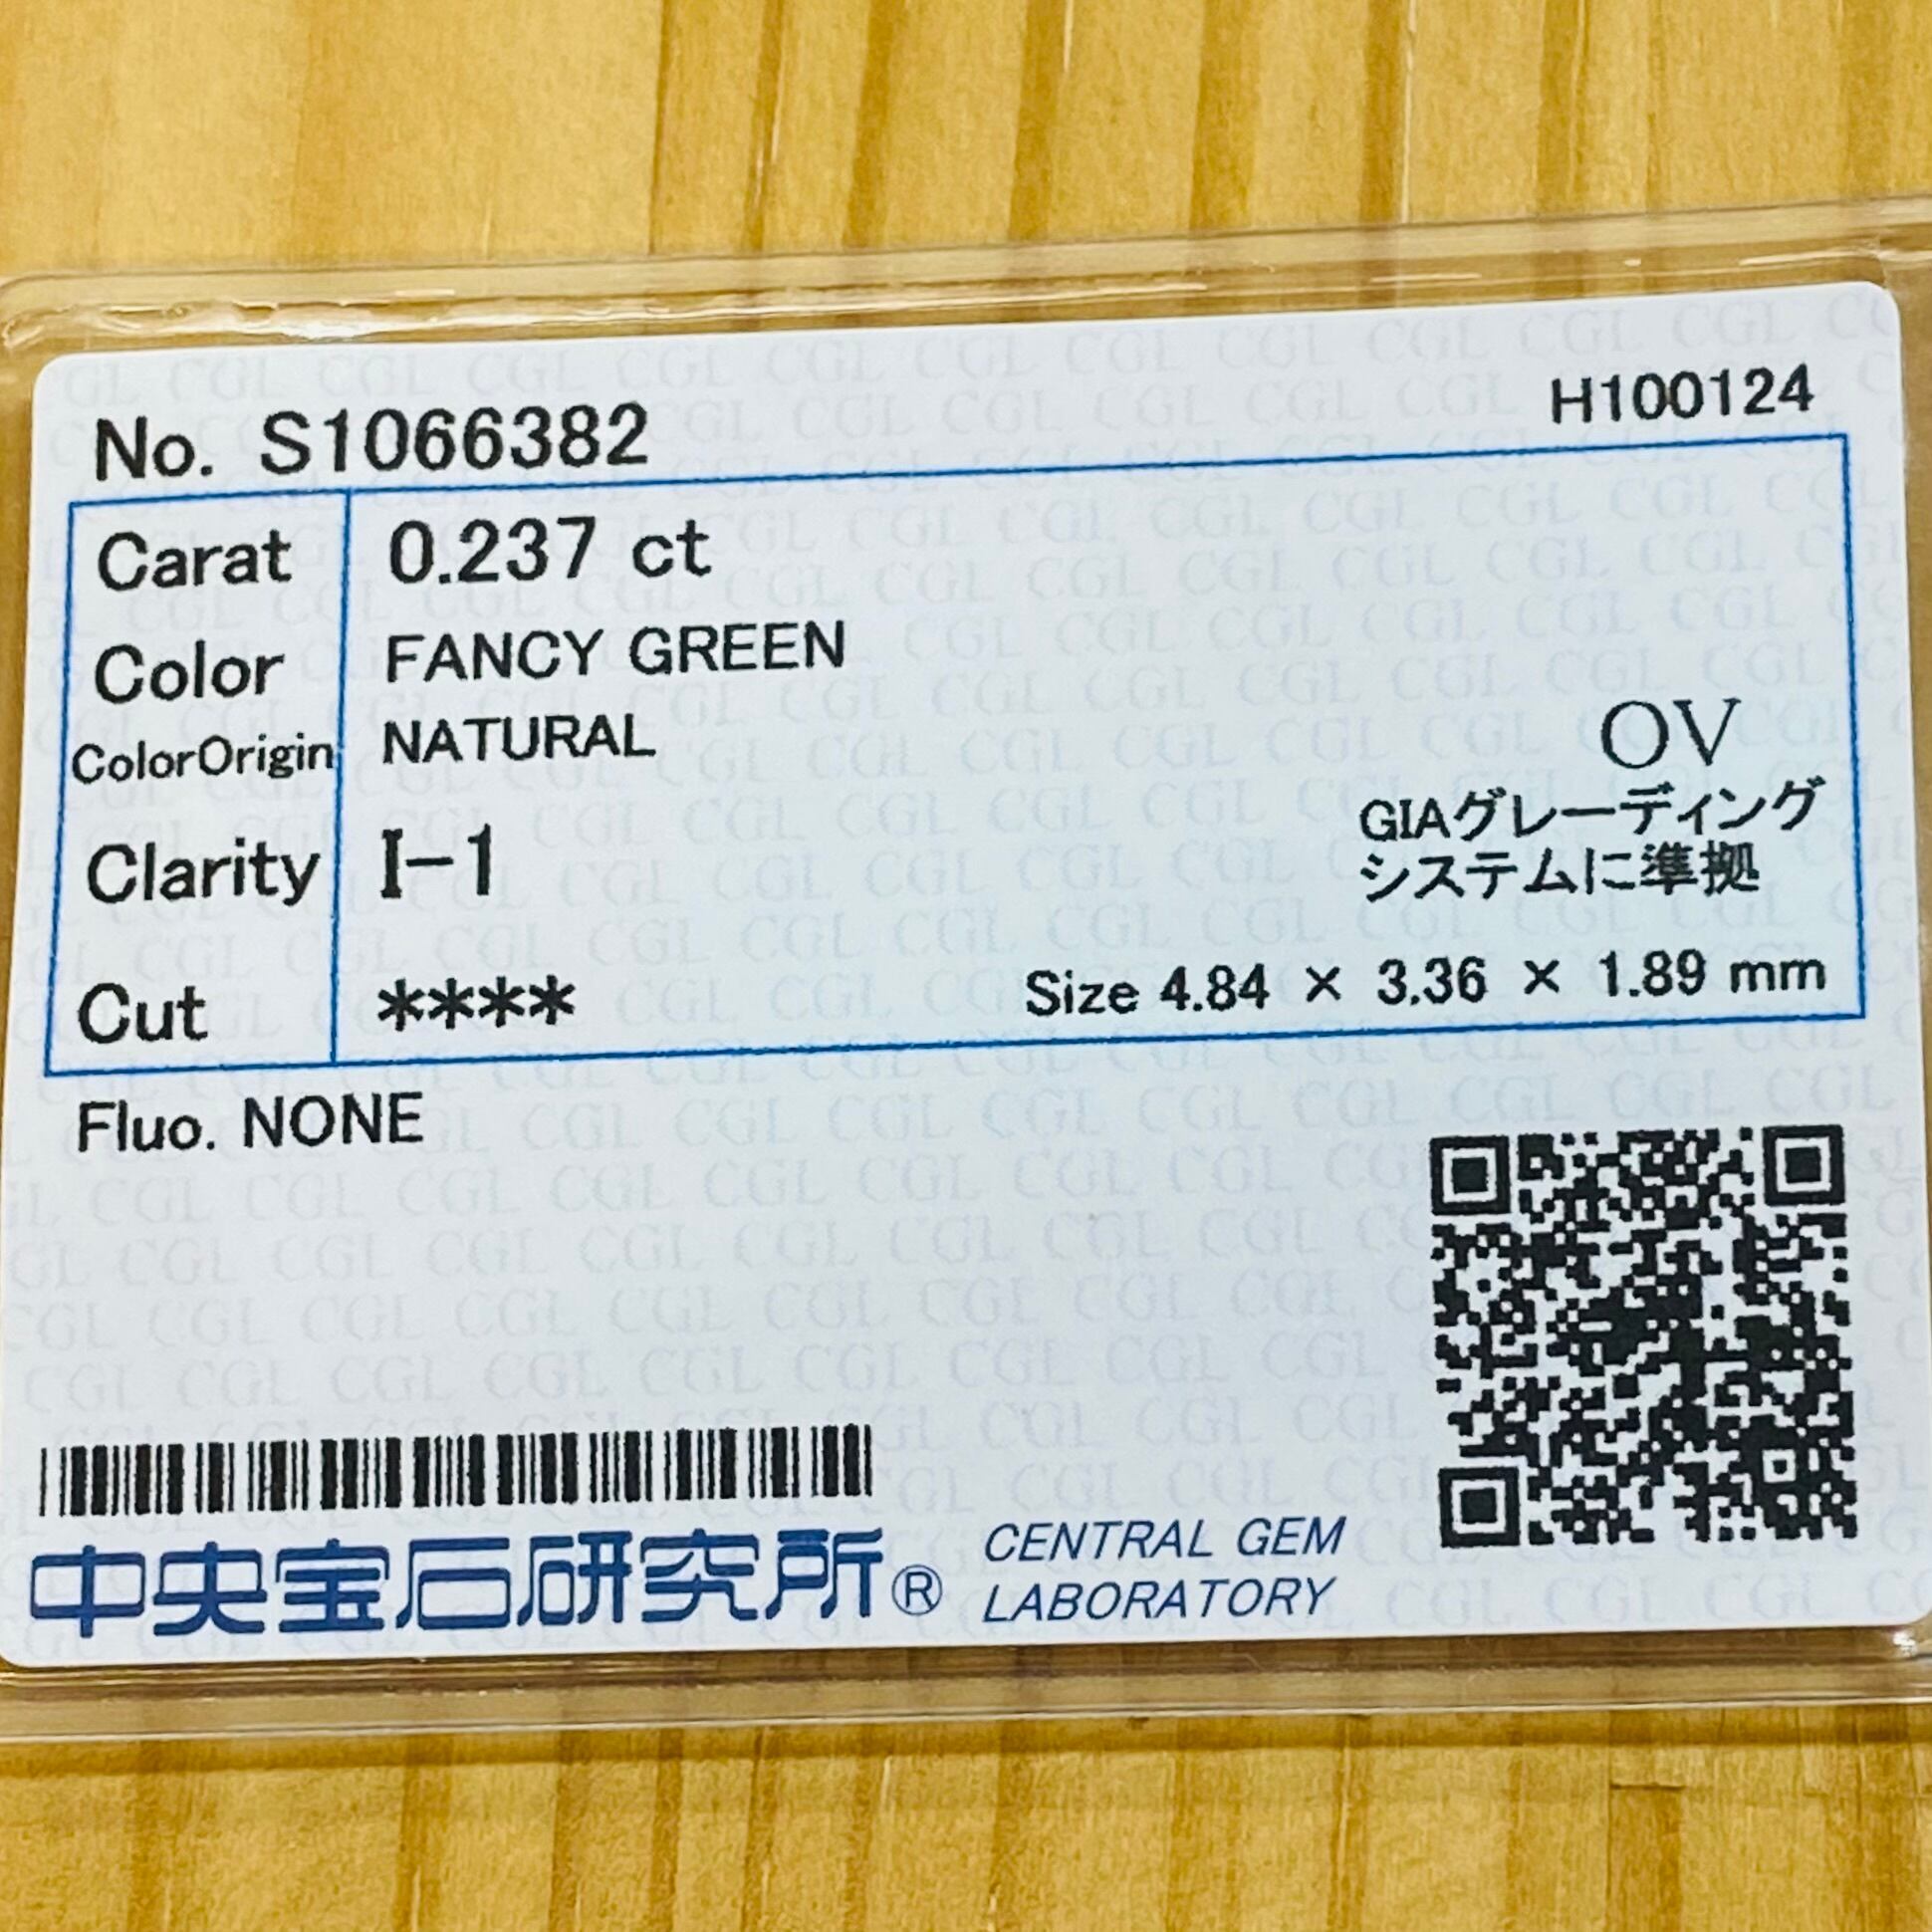 No. S1066382
H100124
Carat 0.237 ct
Color FANCY GREEN
ColorOrigin NATURAL
OV
GIAグレーディング
システムに準拠
Clarity I-1
Cut ****
Size 4.84 × 3.36 × 1.89 mm
Fluo. NONE
中央宝石研究所®
CENTRAL GEM
LABORATORY